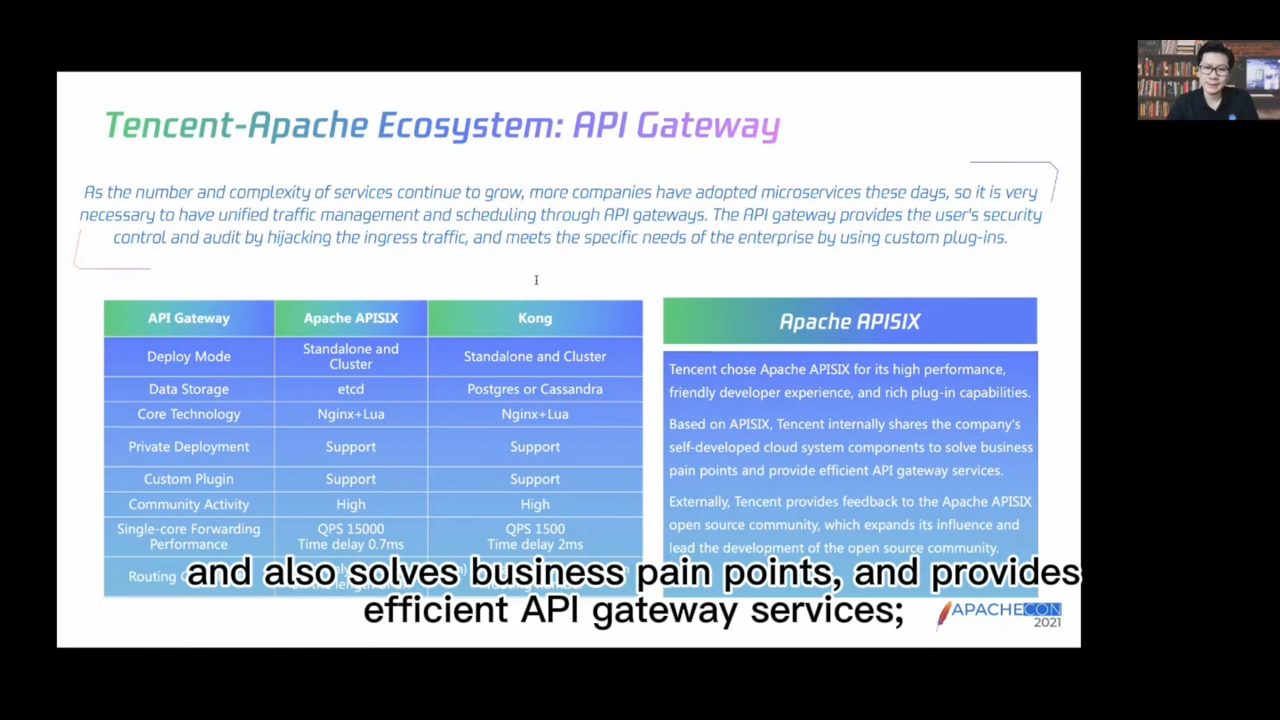 Tencent-Apache Ecosystem: API Gateway
As the number and complexity of services continue to grow, more companies have adopted microservices these days, so it is very
necessary to have unified traffic management and scheduling through API gateways. The API gateway provides the user's security
control and audit by hijacking the ingress traffic, and meets the specific needs of the enterprise by using custom plug-ins.
API Gateway Apache APISIX Kong
Deploy Mode Standalone and Cluster Standalone and Cluster
Data Storage etcd Postgres or Cassandra
Core Technology Nginx+Lua Nginx+Lua
Private Deployment Support Support
Custom Plugin Support Support
Community Activity High High
Single-core Forwarding Performance QPS 15000 Time delay 0.7ms QPS 1500 Time delay 2ms
Routing
Apache APISIX
Tencent chose Apache APISIX for its high performance,
friendly developer experience, and rich plug-in capabilities.
Based on APISIX, Tencent internally shares the company's
self-developed cloud system components to solve business
pain points and provide efficient API gateway services.
Externally, Tencent provides feedback to the Apache APISIX
open source community, which expands its influence and
lead the development of the open source community.
and also solves business pain points, and provides
efficient API gateway services;
APACHECON
2021